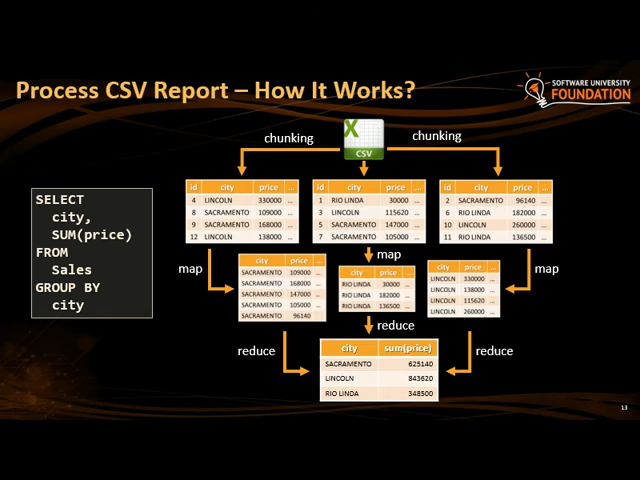 Process CSV Report – How It Works?
SOFTWARE UNIVERSITY
FOUNDATION
chunking
chunking
X
CSV
SELECT
city,
SUM(price)
FROM
Sales
GROUP BY
city
id city price ...
4 LINCOLN 330000 ...
8 SACRAMENTO 109000 ...
9 SACRAMENTO 168000 ...
12 LINCOLN 138000 ...
id city price ...
1 RIO LINDA 30000 ...
3 LINCOLN 115620 ...
5 SACRAMENTO 147000 ...
7 SACRAMENTO 105000 ...
id city price ...
2 SACRAMENTO 96140 ...
6 RIO LINDA 182000 ...
10 LINCOLN 260000 ...
11 RIO LINDA 136500 ...
map
map
map
city price ...
SACRAMENTO 109000 ...
SACRAMENTO 168000 ...
SACRAMENTO 147000 ...
SACRAMENTO 105000 ...
SACRAMENTO 96140 ...
city price ...
RIO LINDA 30000 ...
RIO LINDA 182000 ...
RIO LINDA 136500 ...
city price ...
LINCOLN 330000 ...
LINCOLN 138000 ...
LINCOLN 115620 ...
LINCOLN 260000 ...
reduce
reduce
reduce
city sum(price)
SACRAMENTO 625140
LINCOLN 843620
RIO LINDA 348500
13